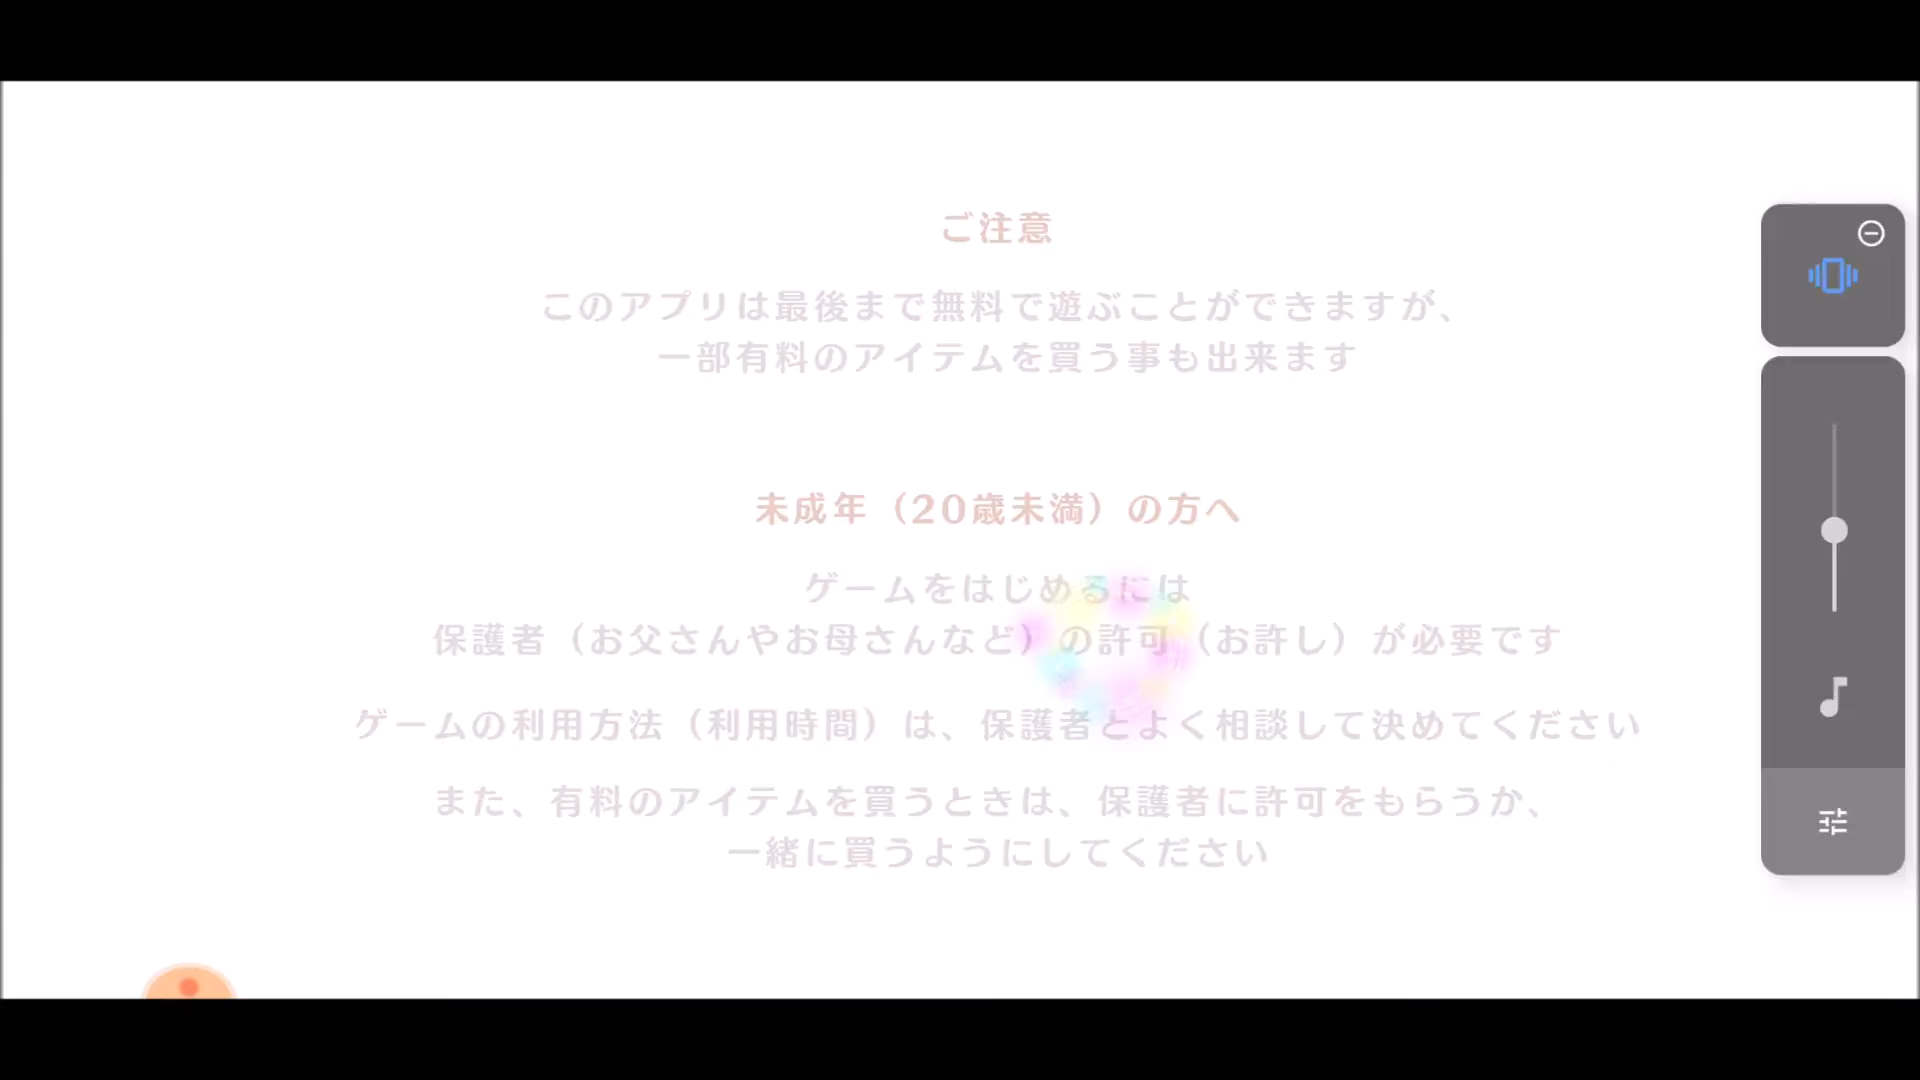 ご注意
このアプリは最後まで無料で遊ぶことができますが、
一部有料のアイテムを買う事も出来ます
未成年（20歳未満）の方へ
ゲームをはじめるには
保護者（お父さんやお母さんなど）の許可（お許し）が必要です
ゲームの利用方法（利用時間）は、保護者とよく相談して決めてください
また、有料のアイテムを買うときは、保護者に許可をもらうか、
一緒に買うようにしてください